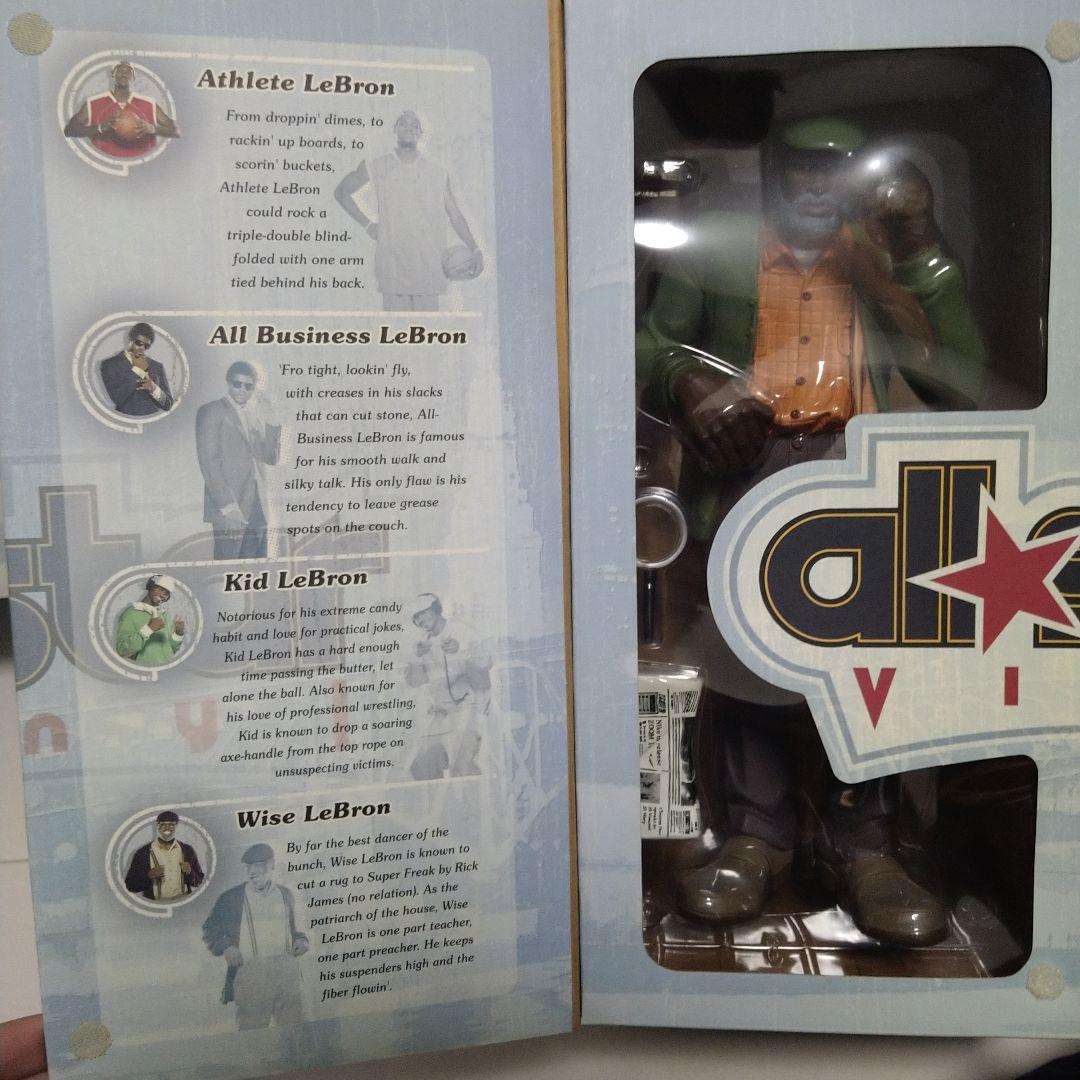 Athlete LeBron
From droppin' dimes, to
rackin' up boards, to
scorin' buckets,
Athlete LeBron
could rock a
triple-double blind-
folded with one arm
tied behind his back.
All Business LeBron
'Fro tight, lookin' fly,
with creases in his slacks
that can cut stone, All-
Business LeBron is famous
for his smooth walk and
silky talk. His only flaw is his
tendency to leave grease
spots on the couch.
Kid LeBron
Notorious for his extreme candy
habit and love for practical jokes,
Kid LeBron has a hard enough
time passing the butter, let
alone the ball. Also known for
his love of professional wrestling,
Kid is known to drop a soaring
axe-handle from the top rope on
unsuspecting victims.
Wise LeBron
By far the best dancer of the
bunch, Wise LeBron is known to
cut a rug to Super Freak by Rick
James (no relation). As the
patriarch of the house, Wise
LeBron is one part teacher,
one part preacher. He keeps
his suspenders high and the
fiber flowin'.
all
VI